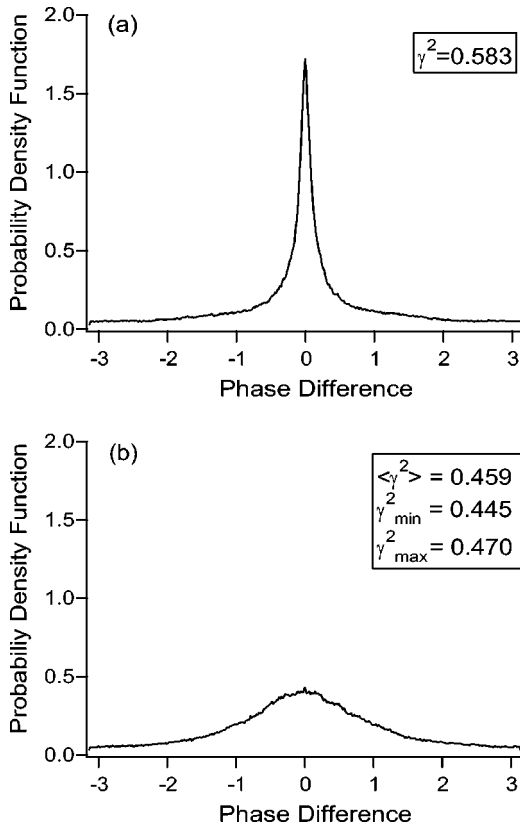 (a)
γ²=0.583
Probability Density Function
2.0
1.5
1.0
0.5
0.0
-3 -2 -1 0 1 2 3
Phase Difference
(b)
<γ²> = 0.459
γ²min = 0.445
γ²max = 0.470
Probabiliy Density Function
2.0
1.5
1.0
0.5
0.0
-3 -2 -1 0 1 2 3
Phase Difference